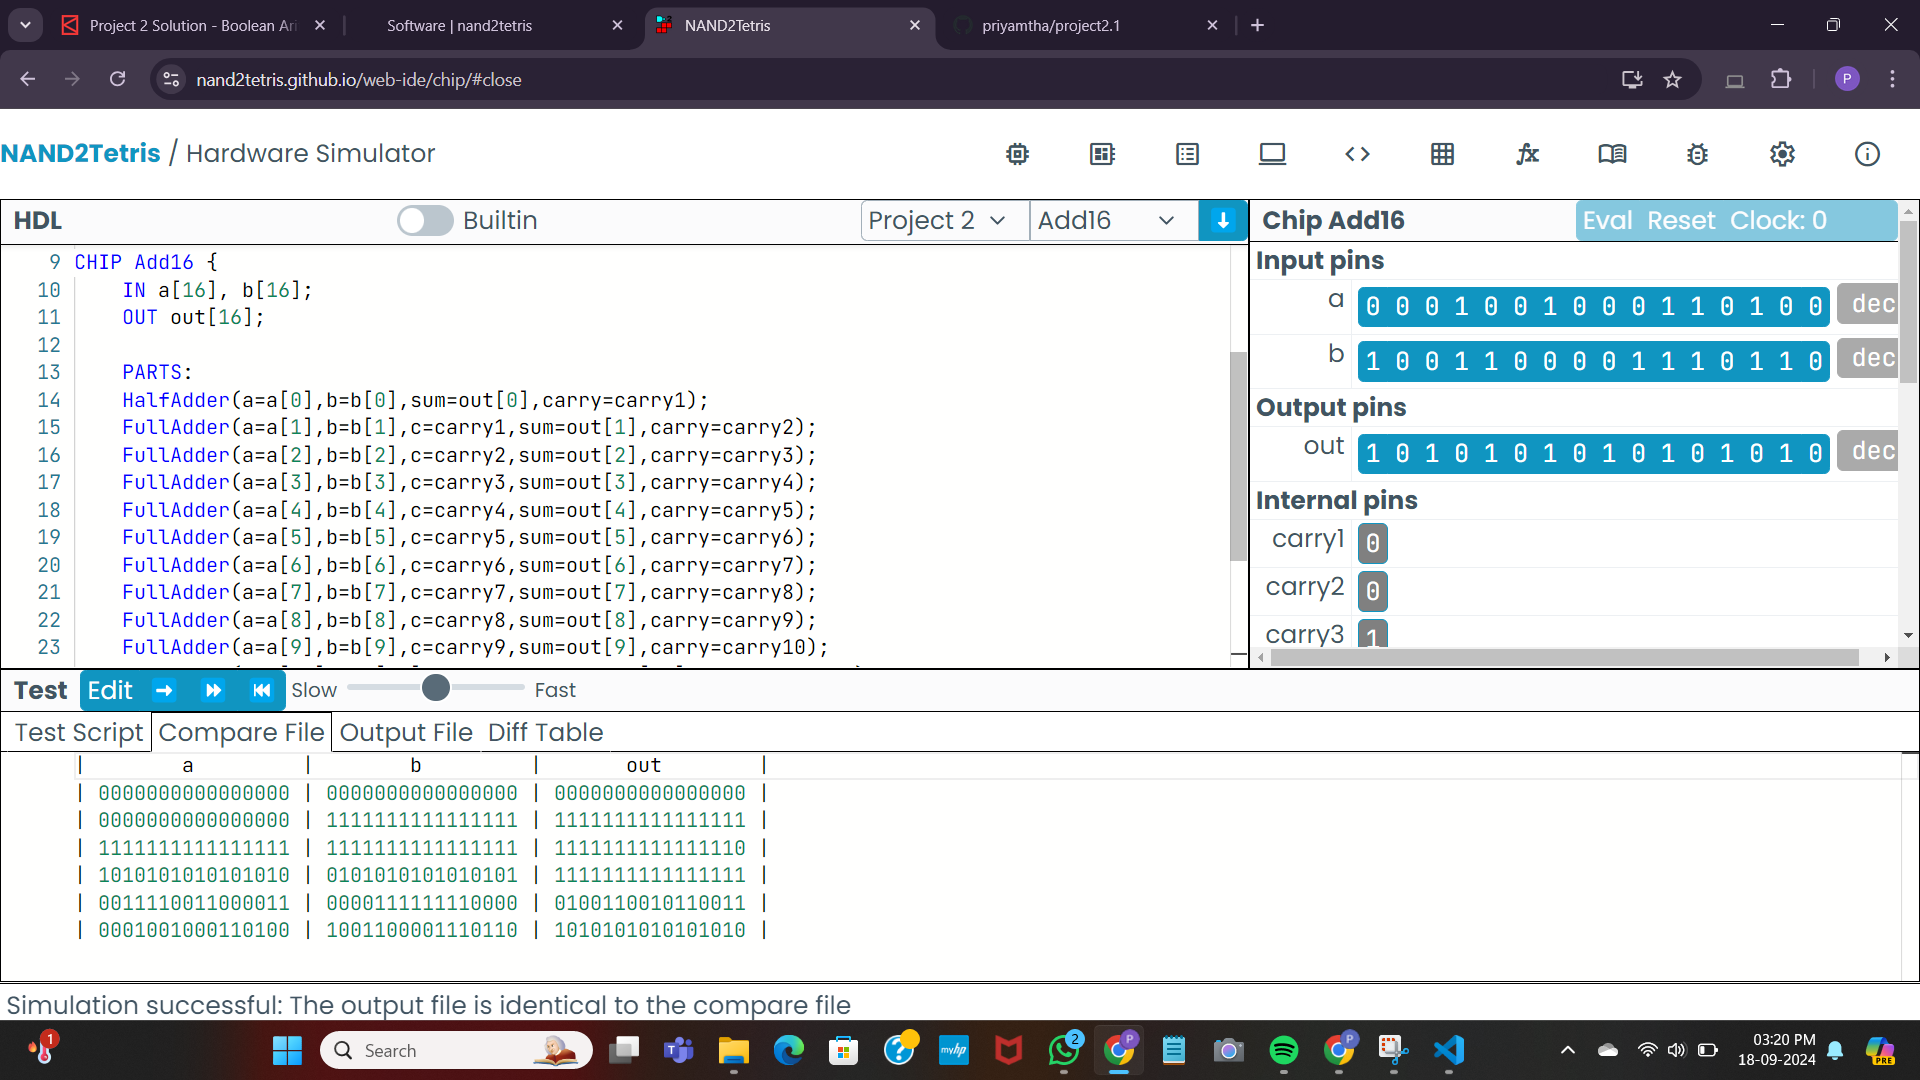 Project 2 Solution - Boolean Ari
Software | nand2tetris
NAND2Tetris
priyamtha/project2.1
nand2tetris.github.io/web-ide/chip/#close
P
NAND2Tetris / Hardware Simulator
HDL
Builtin
Project 2
Add16
Chip Add16
Eval Reset Clock: 0
9 CHIP Add16 {
10 IN a[16], b[16];
11 OUT out[16];
12
13 PARTS:
14 HalfAdder(a=a[0],b=b[0],sum=out[0],carry=carry1);
15 FullAdder(a=a[1],b=b[1],c=carry1,sum=out[1],carry=carry2);
16 FullAdder(a=a[2],b=b[2],c=carry2,sum=out[2],carry=carry3);
17 FullAdder(a=a[3],b=b[3],c=carry3,sum=out[3],carry=carry4);
18 FullAdder(a=a[4],b=b[4],c=carry4,sum=out[4],carry=carry5);
19 FullAdder(a=a[5],b=b[5],c=carry5,sum=out[5],carry=carry6);
20 FullAdder(a=a[6],b=b[6],c=carry6,sum=out[6],carry=carry7);
21 FullAdder(a=a[7],b=b[7],c=carry7,sum=out[7],carry=carry8);
22 FullAdder(a=a[8],b=b[8],c=carry8,sum=out[8],carry=carry9);
23 FullAdder(a=a[9],b=b[9],c=carry9,sum=out[9],carry=carry10);
Input pins
a 0 0 0 1 0 0 1 0 0 0 1 1 0 1 0 0 dec
b 1 0 0 1 1 0 0 0 0 1 1 1 0 1 1 0 dec
Output pins
out 1 0 1 0 1 0 1 0 1 0 1 0 1 0 1 0 dec
Internal pins
carry1 0
carry2 0
carry3 1
Test Edit Slow Fast
Test Script Compare File Output File Diff Table
| a | b | out |
| 0000000000000000 | 0000000000000000 | 0000000000000000 |
| 0000000000000000 | 1111111111111111 | 1111111111111111 |
| 1111111111111111 | 1111111111111111 | 1111111111111110 |
| 1010101010101010 | 0101010101010101 | 1111111111111111 |
| 0011110011000011 | 0000111111110000 | 0100110010110011 |
| 0001001000110100 | 1001100001110110 | 1010101010101010 |
Simulation successful: The output file is identical to the compare file
1
Search
T
myhp
2
P
P
PRE
03:20 PM
18-09-2024